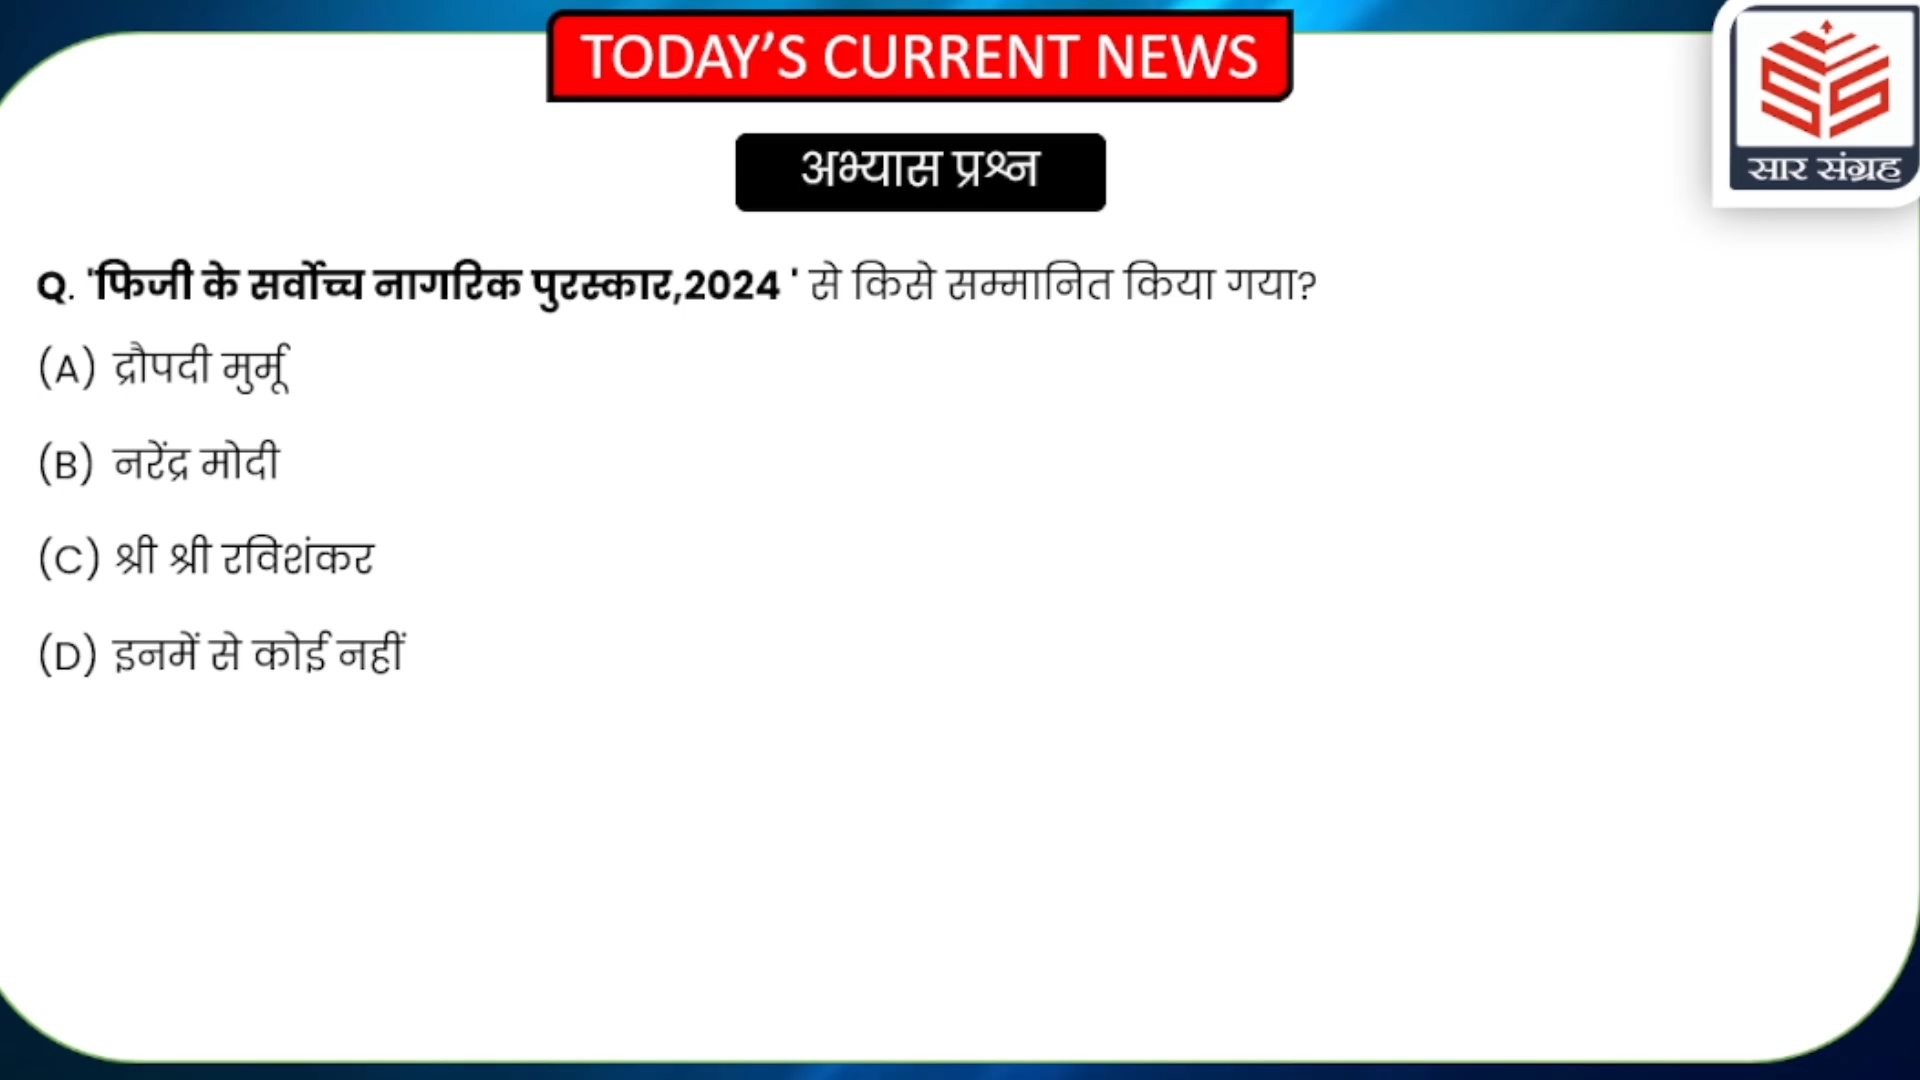 TODAY’S CURRENT NEWS
सार संग्रह
अभ्यास प्रश्न
Q. 'फिजी के सर्वोच्च नागरिक पुरस्कार,2024 ' से किसे सम्मानित किया गया?
(A) द्रौपदी मुर्मू
(B) नरेंद्र मोदी
(C) श्री श्री रविशंकर
(D) इनमें से कोई नहीं